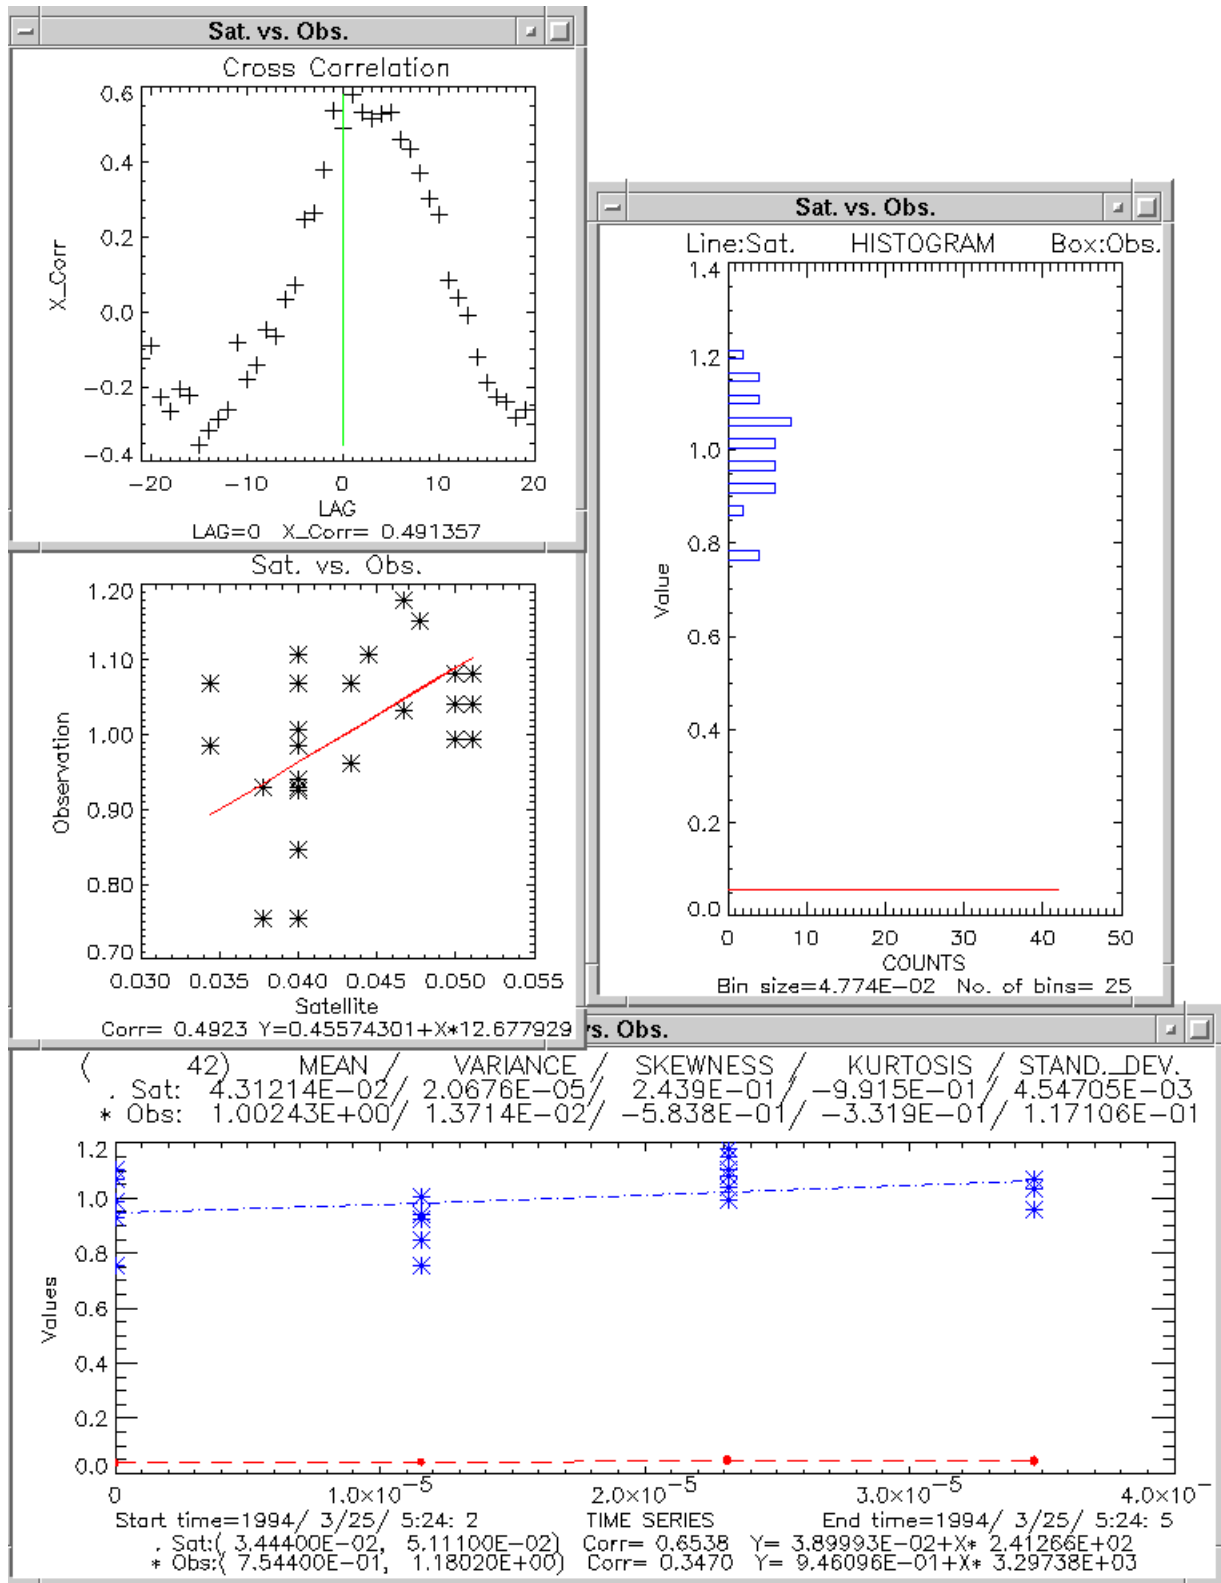 Sat. vs. Obs.
Cross Correlation
0.6
0.4
0.2
0.0
-0.2
-0.4
X_Corr
-20 -10 0 10 20
LAG
LAG=0 X_Corr= 0.491357
Sat. vs. Obs.
1.20
1.10
1.00
0.90
0.80
0.70
Observation
0.030 0.035 0.040 0.045 0.050 0.055
Satellite
Corr= 0.4923 Y=0.45574301+X*12.677929
Sat. vs. Obs.
Line:Sat. HISTOGRAM Box:Obs.
1.4
1.2
1.0
0.8
0.6
0.4
0.2
0.0
Value
0 10 20 30 40 50
COUNTS
Bin size=4.774E-02 No. of bins= 25
vs. Obs.
( 42) MEAN / VARIANCE / SKEWNESS / KURTOSIS / STAND._DEV.
. Sat: 4.31214E-02/ 2.0676E-05/ 2.439E-01/ -9.915E-01/ 4.54705E-03
* Obs: 1.00243E+00/ 1.3714E-02/ -5.838E-01/ -3.319E-01/ 1.17106E-01
1.2
1.0
0.8
0.6
0.4
0.2
0.0
Values
0 1.0×10⁻⁵ 2.0×10⁻⁵ 3.0×10⁻⁵ 4.0×10⁻
Start time=1994/ 3/25/ 5:24: 2 TIME SERIES End time=1994/ 3/25/ 5:24: 5
. Sat:( 3.44400E-02, 5.11100E-02) Corr= 0.6538 Y= 3.89993E-02+X* 2.41266E+02
* Obs:( 7.54400E-01, 1.18020E+00) Corr= 0.3470 Y= 9.46096E-01+X* 3.29738E+03